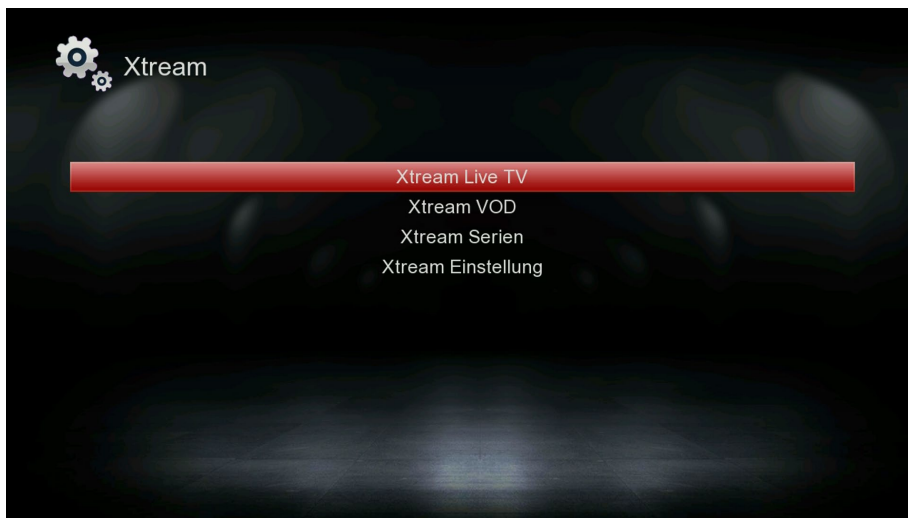 Xtream
Xtream Live TV
Xtream VOD
Xtream Serien
Xtream Einstellung